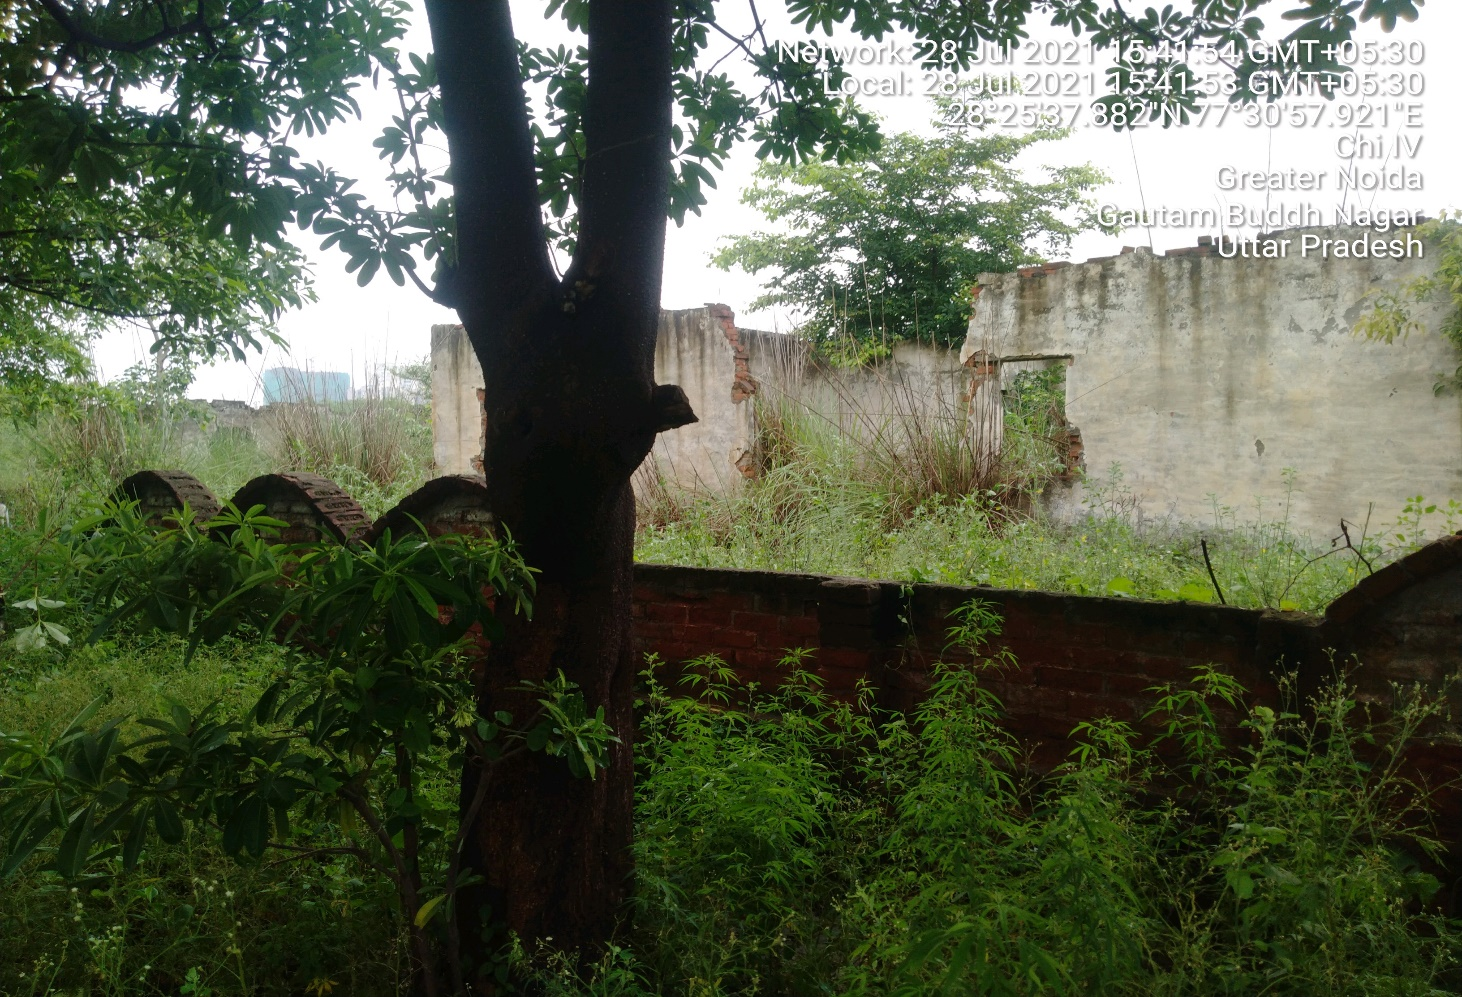 Network: 28 Jul 2021 15:41:54 GMT+05:30
Local: 28 Jul 2021 15:41:53 GMT+05:30
28°25'37.882"N 77°30'57.921"E
Chi IV
Greater Noida
Gautam Buddh Nagar
Uttar Pradesh